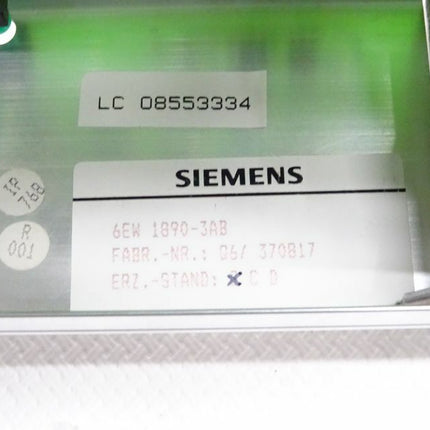 LC 08553334
SIEMENS
IP
768
R
001
6EW 1890-3AB
FABR.-NR.: Q6/ 370817
ERZ.-STAND: C D